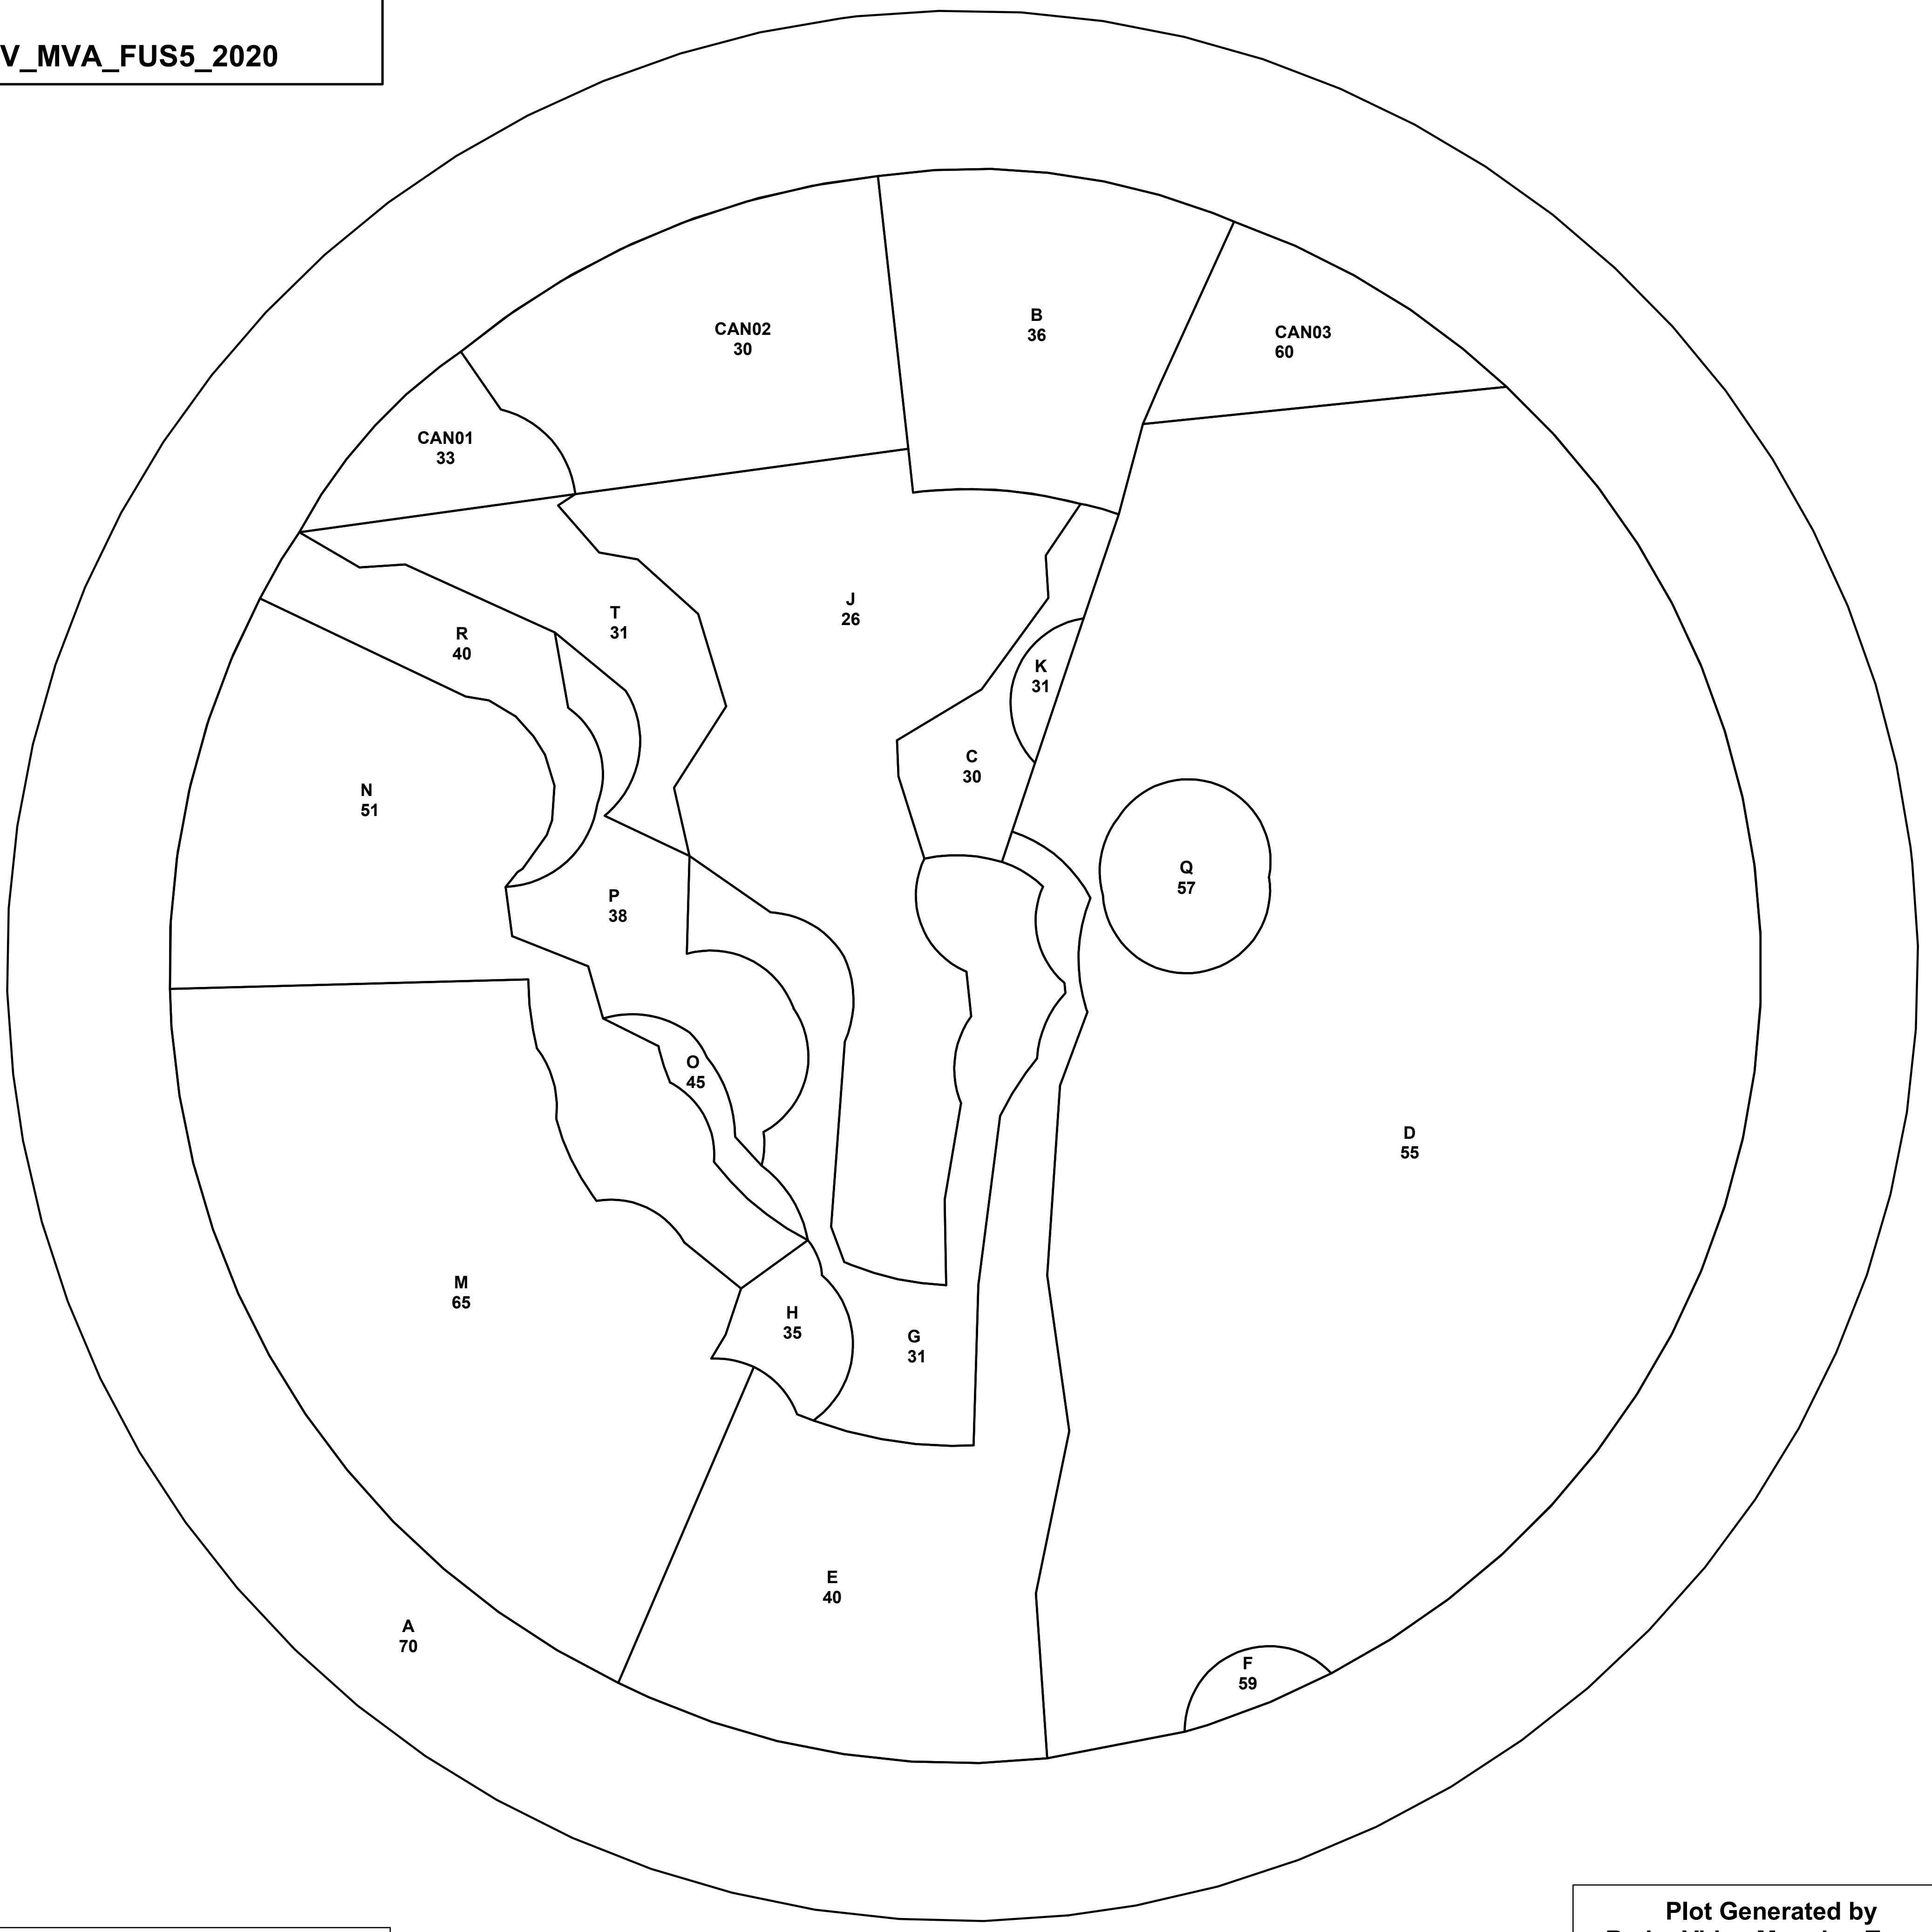 V_MVA_FUS5_2020
B
36
CAN02
30
CAN03
60
CAN01
33
J
26
T
31
R
40
K
31
C
30
N
51
Q
57
P
38
O
45
D
55
M
65
H
35
G
31
E
40
A
70
F
59
Plot Generated by